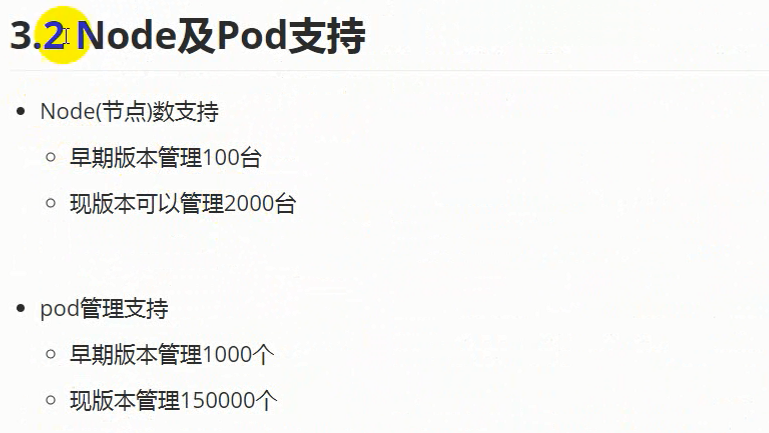 3.2 Node及Pod支持
Node(节点)数支持
早期版本管理100台
现版本可以管理2000台
pod管理支持
早期版本管理1000个
现版本管理150000个